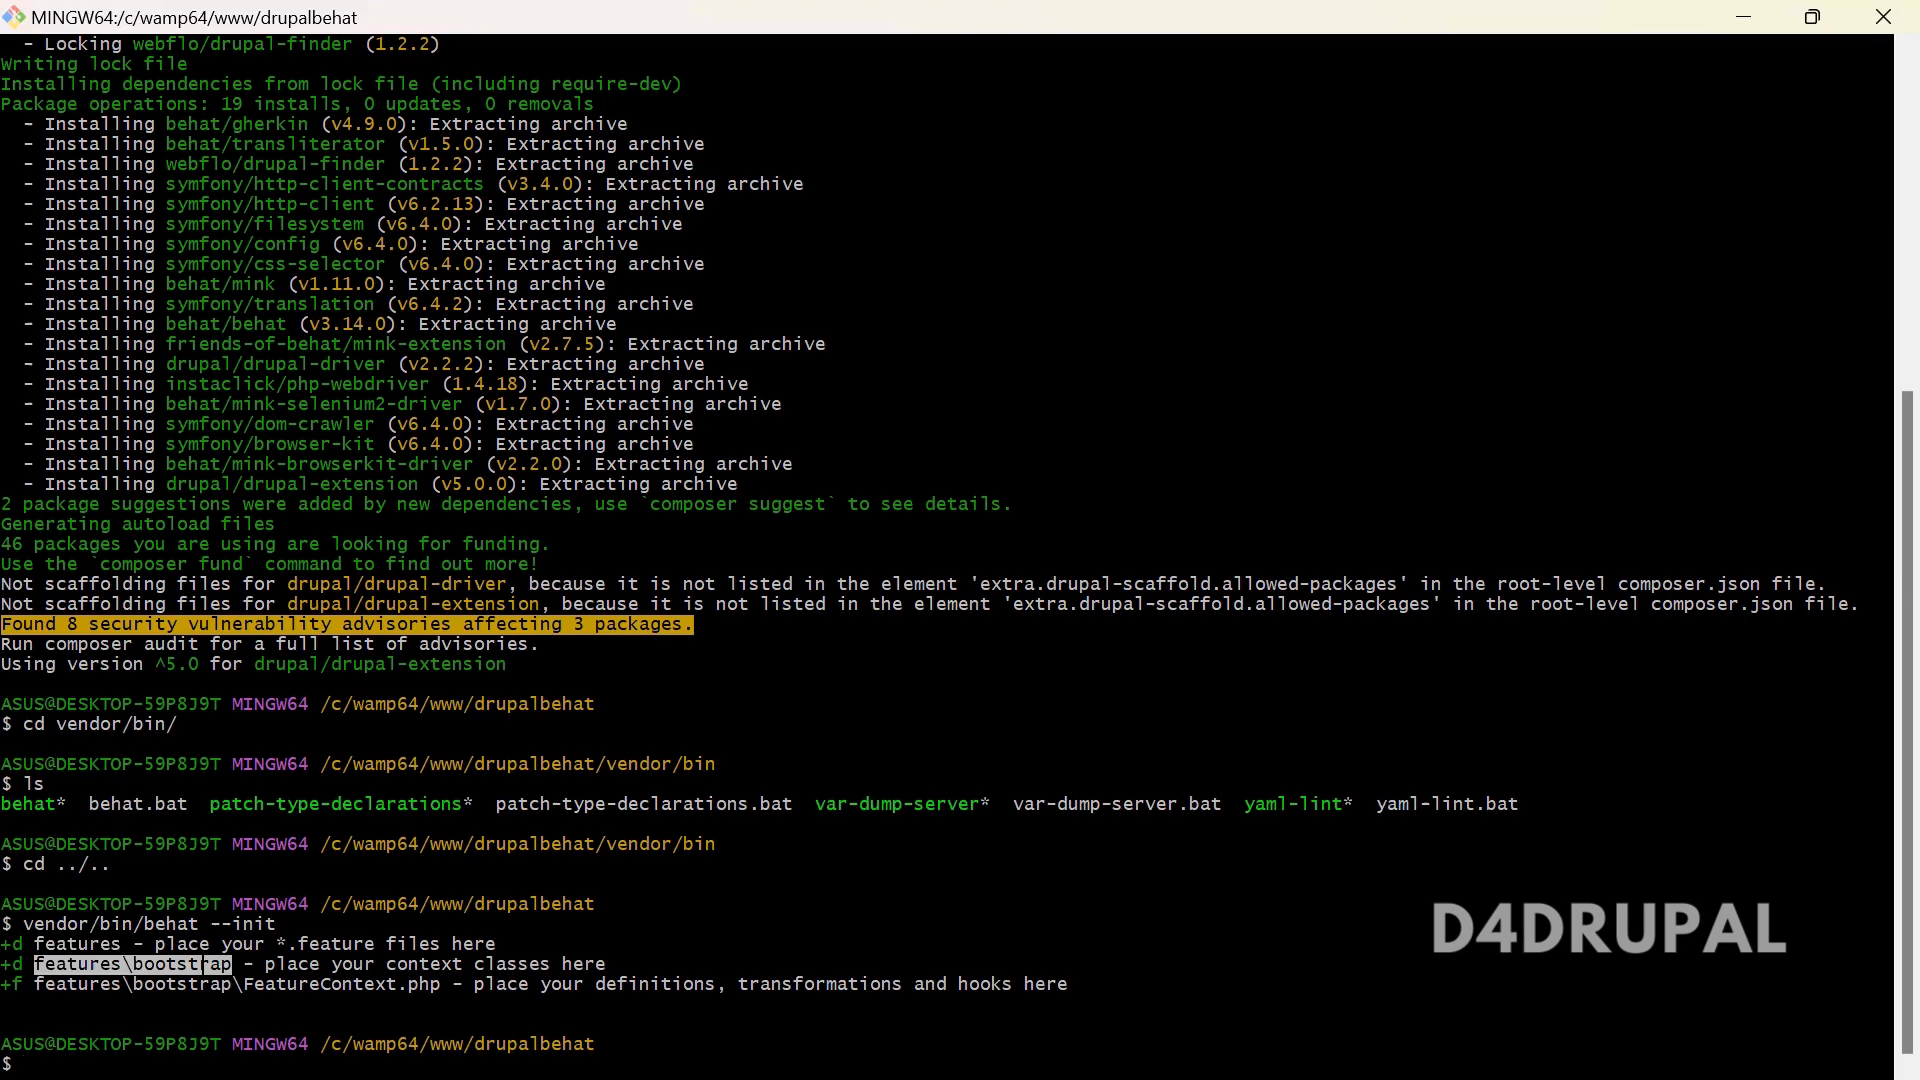 MINGW64:/c/wamp64/www/drupalbehat
- Locking webflo/drupal-finder (1.2.2)
Writing lock file
Installing dependencies from lock file (including require-dev)
Package operations: 19 installs, 0 updates, 0 removals
- Installing behat/gherkin (v4.9.0): Extracting archive
- Installing behat/transliterator (v1.5.0): Extracting archive
- Installing webflo/drupal-finder (1.2.2): Extracting archive
- Installing symfony/http-client-contracts (v3.4.0): Extracting archive
- Installing symfony/http-client (v6.2.13): Extracting archive
- Installing symfony/filesystem (v6.4.0): Extracting archive
- Installing symfony/config (v6.4.0): Extracting archive
- Installing symfony/css-selector (v6.4.0): Extracting archive
- Installing behat/mink (v1.11.0): Extracting archive
- Installing symfony/translation (v6.4.2): Extracting archive
- Installing behat/behat (v3.14.0): Extracting archive
- Installing friends-of-behat/mink-extension (v2.7.5): Extracting archive
- Installing drupal/drupal-driver (v2.2.2): Extracting archive
- Installing instaclick/php-webdriver (1.4.18): Extracting archive
- Installing behat/mink-selenium2-driver (v1.7.0): Extracting archive
- Installing symfony/dom-crawler (v6.4.0): Extracting archive
- Installing symfony/browser-kit (v6.4.0): Extracting archive
- Installing behat/mink-browserkit-driver (v2.2.0): Extracting archive
- Installing drupal/drupal-extension (v5.0.0): Extracting archive
2 package suggestions were added by new dependencies, use `composer suggest` to see details.
Generating autoload files
46 packages you are using are looking for funding.
Use the `composer fund` command to find out more!
Not scaffolding files for drupal/drupal-driver, because it is not listed in the element 'extra.drupal-scaffold.allowed-packages' in the root-level composer.json file.
Not scaffolding files for drupal/drupal-extension, because it is not listed in the element 'extra.drupal-scaffold.allowed-packages' in the root-level composer.json file.
Found 8 security vulnerability advisories affecting 3 packages.
Run composer audit for a full list of advisories.
Using version ^5.0 for drupal/drupal-extension
ASUS@DESKTOP-59P8J9T MINGW64 /c/wamp64/www/drupalbehat
$ cd vendor/bin/
ASUS@DESKTOP-59P8J9T MINGW64 /c/wamp64/www/drupalbehat/vendor/bin
$ ls
behat* behat.bat patch-type-declarations* patch-type-declarations.bat var-dump-server* var-dump-server.bat yaml-lint* yaml-lint.bat
ASUS@DESKTOP-59P8J9T MINGW64 /c/wamp64/www/drupalbehat/vendor/bin
$ cd ../..
ASUS@DESKTOP-59P8J9T MINGW64 /c/wamp64/www/drupalbehat
$ vendor/bin/behat --init
+d features - place your *.feature files here
+d features\bootstrap - place your context classes here
+f features\bootstrap\FeatureContext.php - place your definitions, transformations and hooks here
ASUS@DESKTOP-59P8J9T MINGW64 /c/wamp64/www/drupalbehat
$
D4DRUPAL